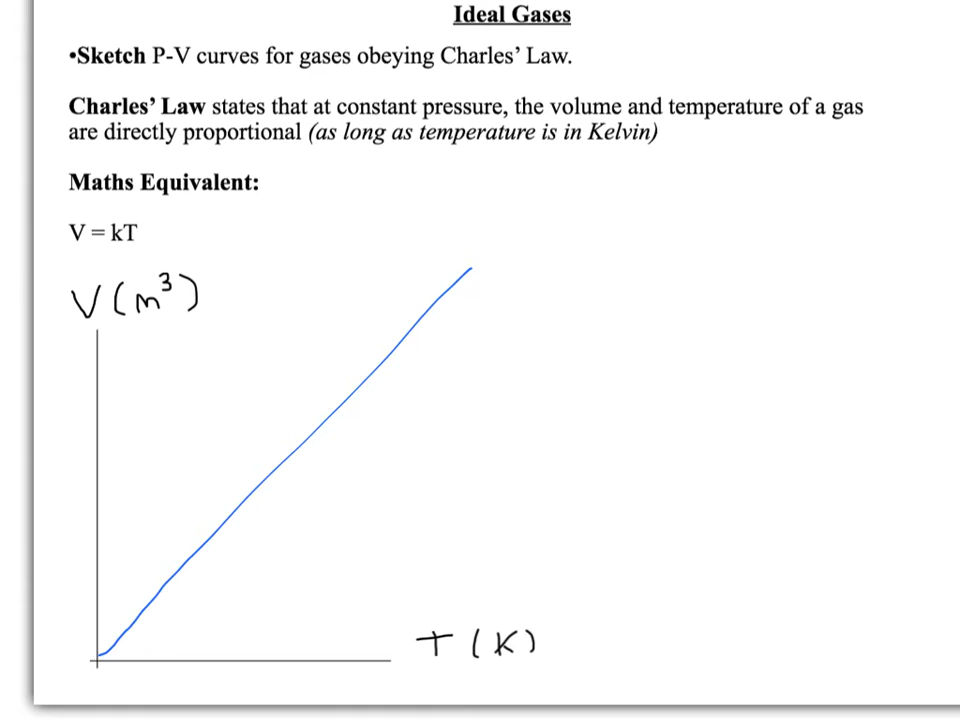 Ideal Gases
•Sketch P-V curves for gases obeying Charles’ Law.
Charles’ Law states that at constant pressure, the volume and temperature of a gas
are directly proportional (as long as temperature is in Kelvin)
Maths Equivalent:
V = kT
V (m³)
T (K)